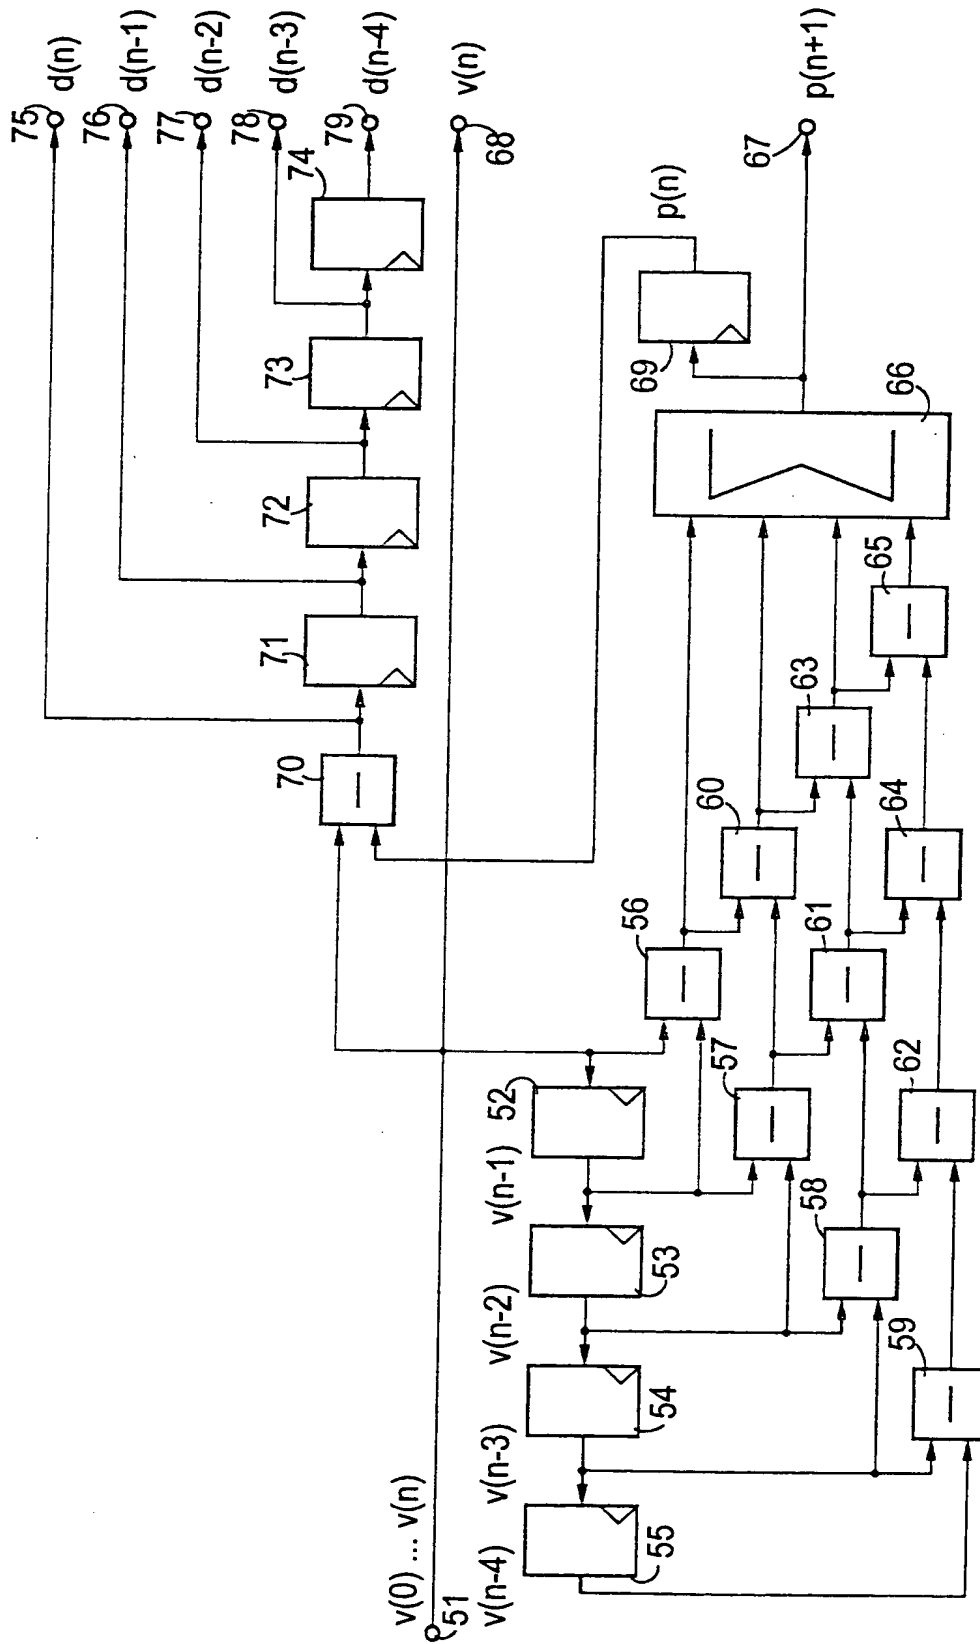 75 d(n)
76 d(n-1)
77 d(n-2)
78 d(n-3)
79 d(n-4)
v(n)
68
74
73
72
71
70
p(n)
67
p(n+1)
69
66
65
63
60
64
56
61
57
62
52
v(n-1)
58
53
v(n-2)
59
54
v(n-3)
55
v(n-4)
v(0) ... v(n)
51